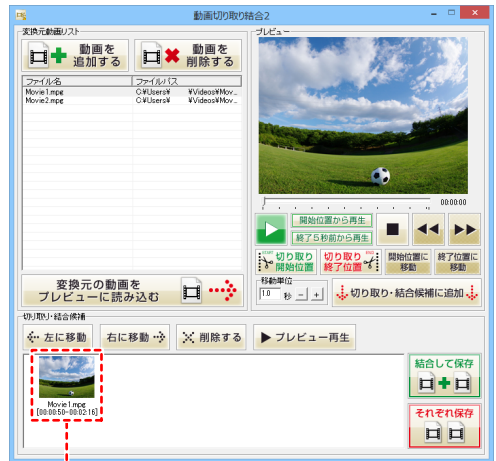 動画切り取り結合2
変換元動画リスト
動画を
追加する
動画を
削除する
ファイル名 ファイルパス
Movie1.mpg C:¥Users¥ ¥Videos¥Mov...
Movie2.mpg C:¥Users¥ ¥Videos¥Mov...
変換元の動画を
プレビューに読み込む
プレビュー
00:00:00
開始位置から再生
終了5秒前から再生
切り取り
開始位置
切り取り
終了位置
開始位置に
移動
終了位置に
移動
移動単位
1.0 秒 － ＋
切り取り・結合候補に追加
切り取り・結合候補
左に移動
右に移動
削除する
プレビュー再生
Movie1.mpg
[00:00:50-00:02:16]
結合して保存
それぞれ保存